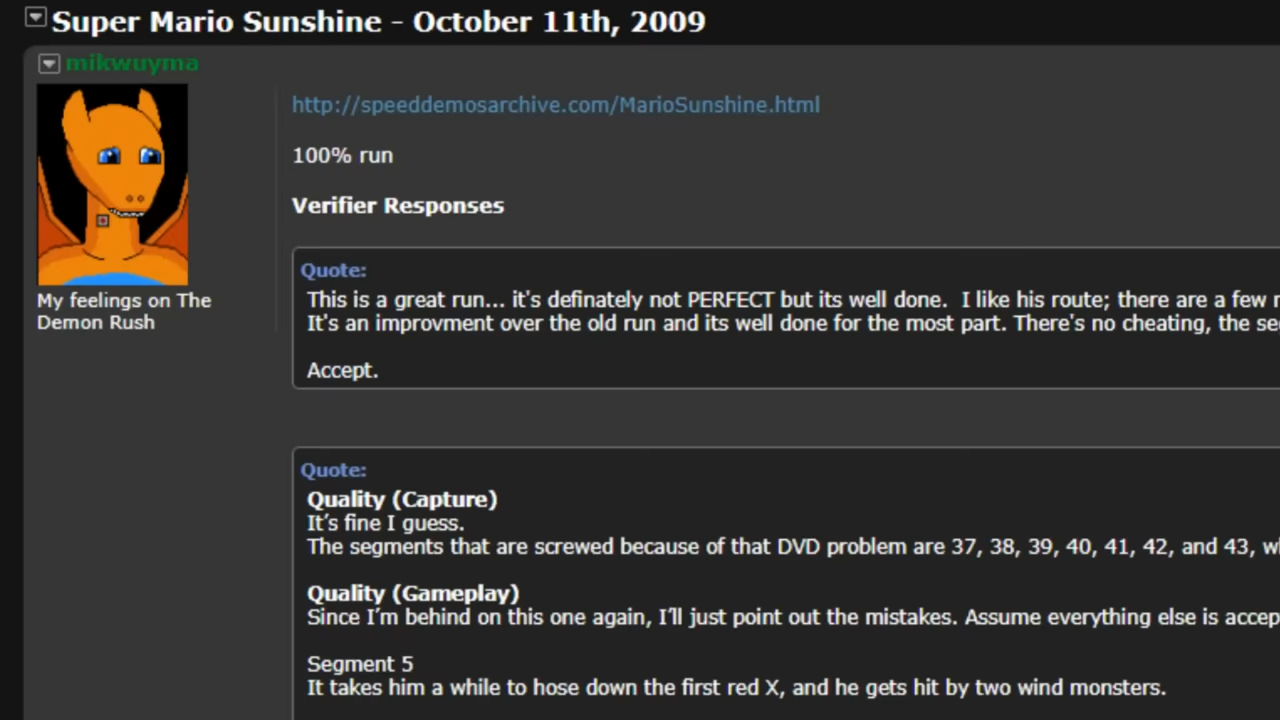 Super Mario Sunshine - October 11th, 2009
mikwuyma
http://speeddemosarchive.com/MarioSunshine.html
100% run
Verifier Responses
My feelings on The
Demon Rush
Quote:
This is a great run... it's definately not PERFECT but its well done. I like his route; there are a few
It's an improvment over the old run and its well done for the most part. There's no cheating, the
Accept.
Quote:
Quality (Capture)
It's fine I guess.
The segments that are screwed because of that DVD problem are 37, 38, 39, 40, 41, 42, and 43,
Quality (Gameplay)
Since I'm behind on this one again, I'll just point out the mistakes. Assume everything else is accep
Segment 5
It takes him a while to hose down the first red X, and he gets hit by two wind monsters.